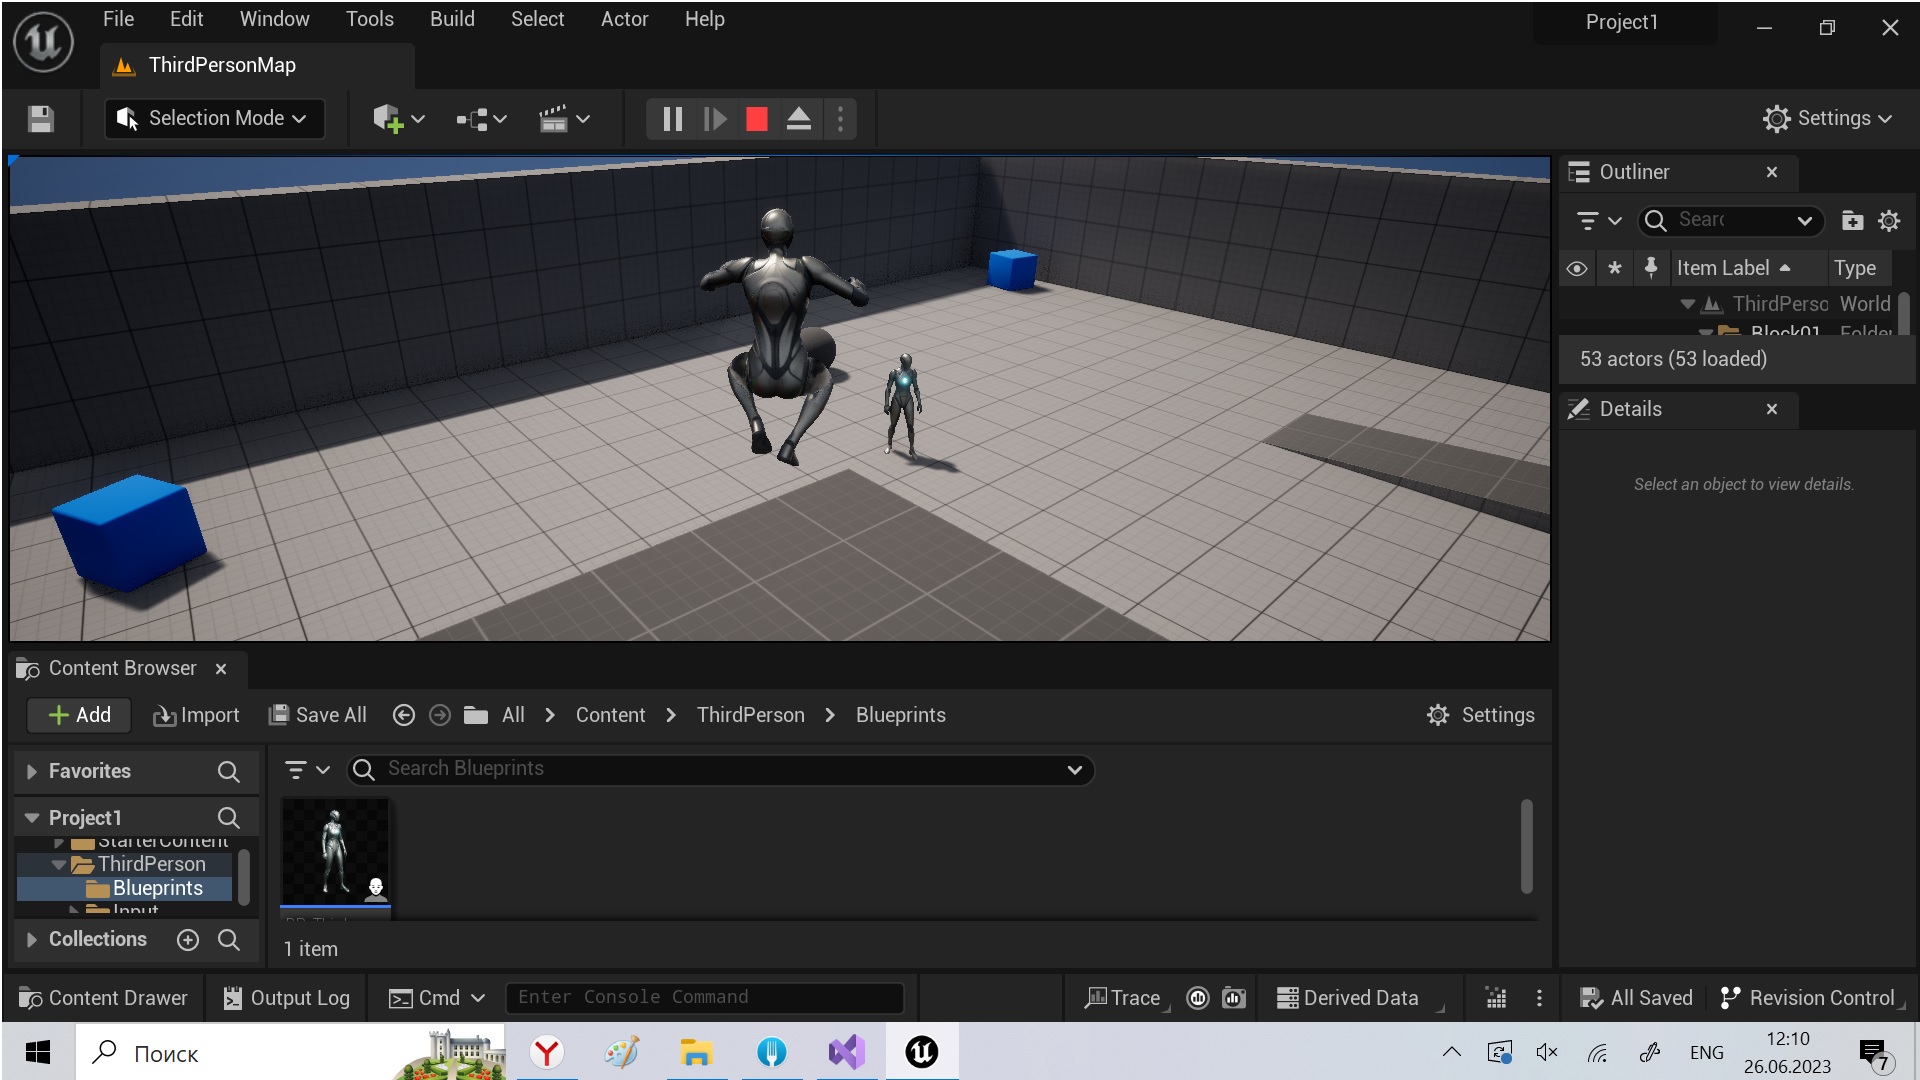 File Edit Window Tools Build Select Actor Help
Project1
ThirdPersonMap
Selection Mode
Settings
Outliner
Item Label Type
ThirdPerso World
Block01 Folder
53 actors (53 loaded)
Details
Select an object to view details.
Content Browser
Add Import Save All All Content ThirdPerson Blueprints
Settings
Favorites
Search Blueprints
Project1
StarterContent
ThirdPerson
Blueprints
Input
Collections
1 item
Content Drawer Output Log Cmd Enter Console Command Trace Derived Data All Saved Revision Control
Поиск
ENG
12:10
26.06.2023
7